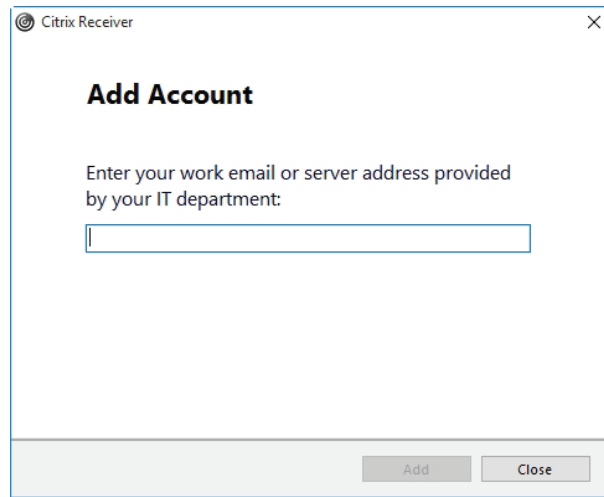 Citrix Receiver
Add Account
Enter your work email or server address provided
by your IT department:
Add
Close